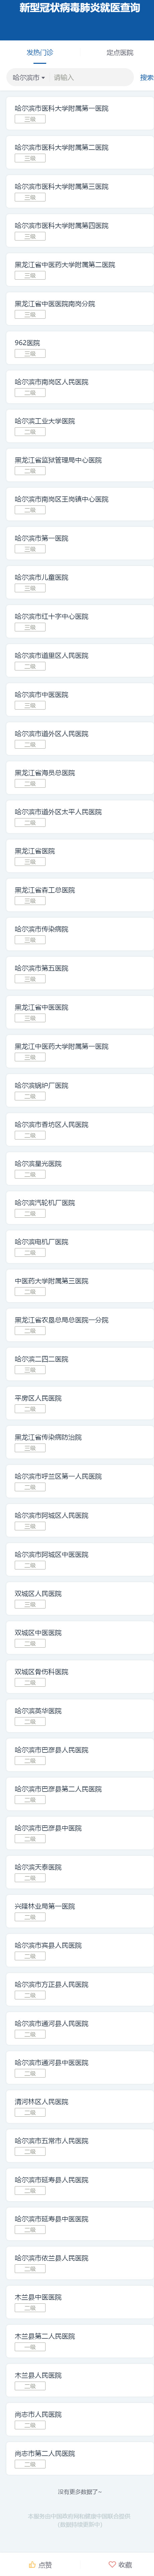 新型冠状病毒肺炎就医查询
发热门诊
定点医院
哈尔滨市
请输入
搜索
哈尔滨市医科大学附属第一医院
三级
哈尔滨市医科大学附属第二医院
三级
哈尔滨市医科大学附属第三医院
三级
哈尔滨市医科大学附属第四医院
三级
黑龙江省中医药大学附属第二医院
三级
黑龙江省中医医院南岗分院
三级
962医院
三级
哈尔滨市南岗区人民医院
二级
哈尔滨工业大学医院
二级
黑龙江省监狱管理局中心医院
二级
哈尔滨市南岗区王岗镇中心医院
二级
哈尔滨市第一医院
三级
哈尔滨市儿童医院
三级
哈尔滨市红十字中心医院
三级
哈尔滨市道里区人民医院
二级
哈尔滨市中医医院
三级
哈尔滨市道外区人民医院
二级
黑龙江省海员总医院
二级
哈尔滨市道外区太平人民医院
二级
黑龙江省医院
三级
黑龙江省森工总医院
三级
哈尔滨市传染病院
三级
哈尔滨市第五医院
三级
黑龙江省中医医院
三级
黑龙江中医药大学附属第一医院
三级
哈尔滨锅炉厂医院
二级
哈尔滨市香坊区人民医院
二级
哈尔滨星光医院
二级
哈尔滨汽轮机厂医院
二级
哈尔滨电机厂医院
二级
中医药大学附属第三医院
二级
黑龙江省农垦总局总医院一分院
二级
哈尔滨二四二医院
三级
平房区人民医院
二级
黑龙江省传染病防治院
三级
哈尔滨市呼兰区第一人民医院
二级
哈尔滨市阿城区人民医院
三级
哈尔滨市阿城区中医医院
二级
双城区人民医院
三级
双城区中医医院
二级
双城区骨伤科医院
二级
哈尔滨英华医院
二级
哈尔滨市巴彦县人民医院
二级
哈尔滨市巴彦县第二人民医院
二级
哈尔滨市巴彦县中医院
二级
哈尔滨天泰医院
二级
兴隆林业局第一医院
二级
哈尔滨市宾县人民医院
二级
哈尔滨市方正县人民医院
二级
哈尔滨市通河县人民医院
二级
哈尔滨市通河县中医医院
二级
清河林区人民医院
二级
哈尔滨市五常市人民医院
二级
哈尔滨市延寿县人民医院
二级
哈尔滨市延寿县中医医院
二级
哈尔滨市依兰县人民医院
二级
木兰县中医医院
二级
木兰县第二人民医院
一级
木兰县人民医院
二级
尚志市人民医院
二级
尚志市第二人民医院
二级
没有更多数据了~
(数据持续更新中)
点赞
收藏